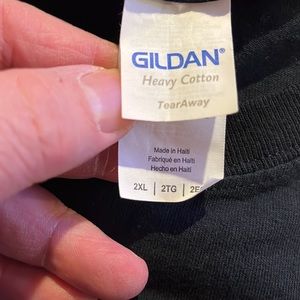 GILDAN®
Heavy Cotton
TearAway
Made in Haiti
Fabriqué en Haïti
Hecho en Haití
2XL | 2TG |